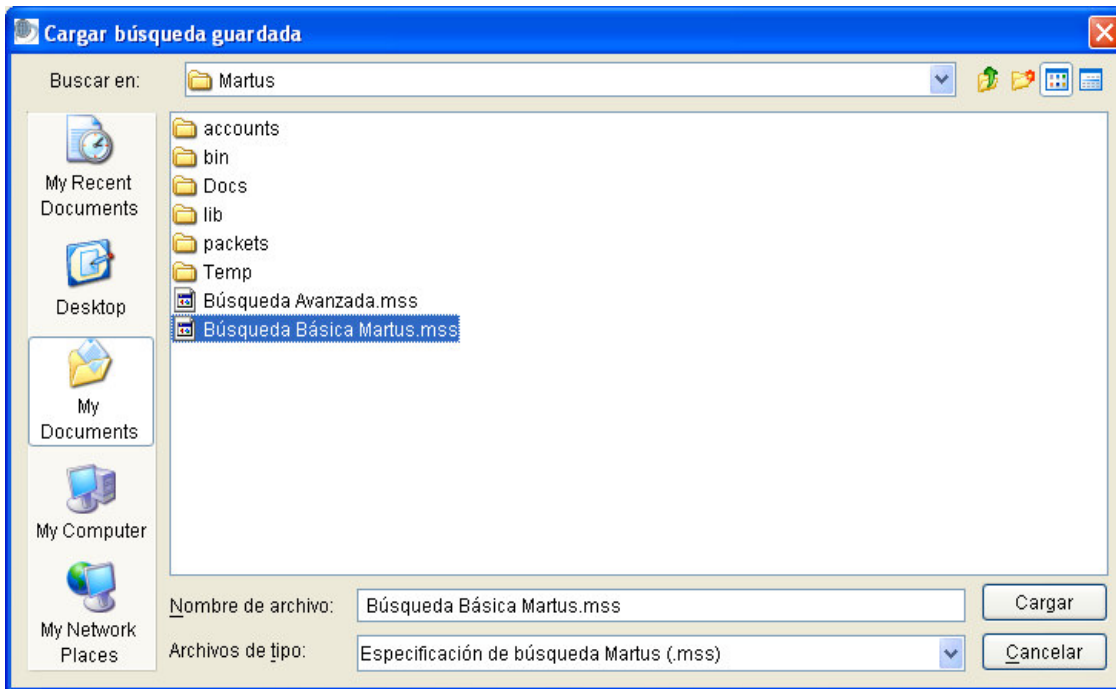 Cargar búsqueda guardada
Buscar en:
Martus
My Recent
Documents
Desktop
My
Documents
My Computer
My Network
Places
accounts
bin
Docs
lib
packets
Temp
Búsqueda Avanzada.mss
Búsqueda Básica Martus.mss
Nombre de archivo:
Búsqueda Básica Martus.mss
Cargar
Archivos de tipo:
Especificación de búsqueda Martus (.mss)
Cancelar